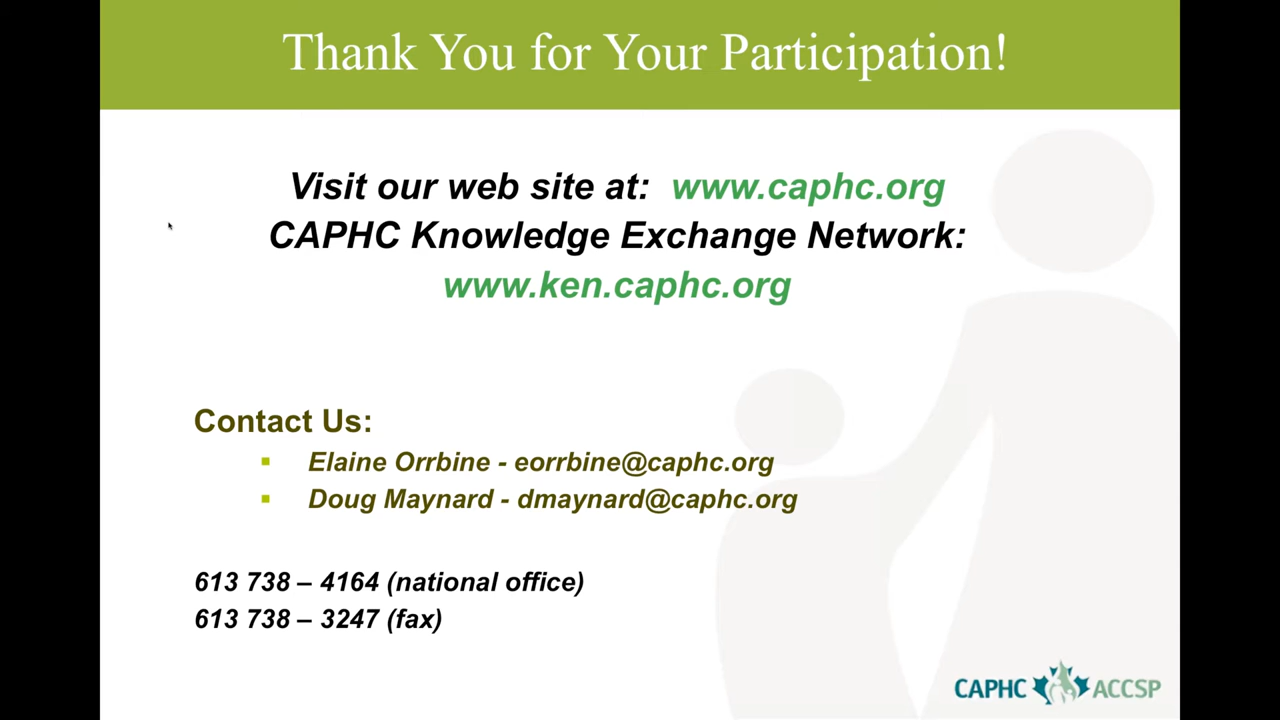 Thank You for Your Participation!
Visit our web site at: www.caphc.org
CAPHC Knowledge Exchange Network:
www.ken.caphc.org
Contact Us:
▪ Elaine Orrbine - eorrbine@caphc.org
▪ Doug Maynard - dmaynard@caphc.org
613 738 – 4164 (national office)
613 738 – 3247 (fax)
CAPHC ACCSP